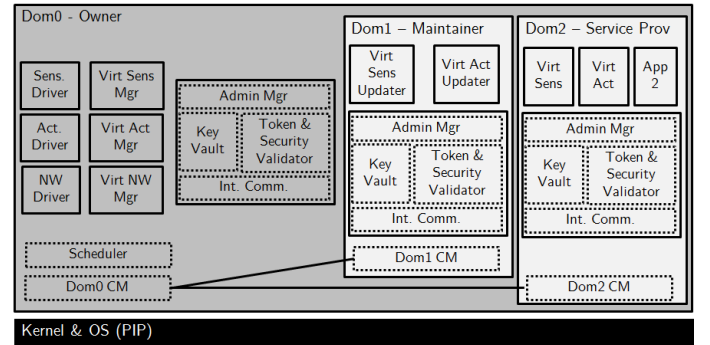 Dom0 - Owner
Sens.
Driver
Virt Sens
Mgr
Act.
Driver
Virt Act
Mgr
NW
Driver
Virt NW
Mgr
Admin Mgr
Key
Vault
Token &
Security
Validator
Int. Comm.
Scheduler
Dom0 CM
Dom1 – Maintainer
Virt
Sens
Updater
Virt Act
Updater
Admin Mgr
Key
Vault
Token &
Security
Validator
Int. Comm.
Dom1 CM
Dom2 – Service Prov
Virt
Sens
Virt
Act
App
2
Admin Mgr
Key
Vault
Token &
Security
Validator
Int. Comm.
Dom2 CM
Kernel & OS (PIP)